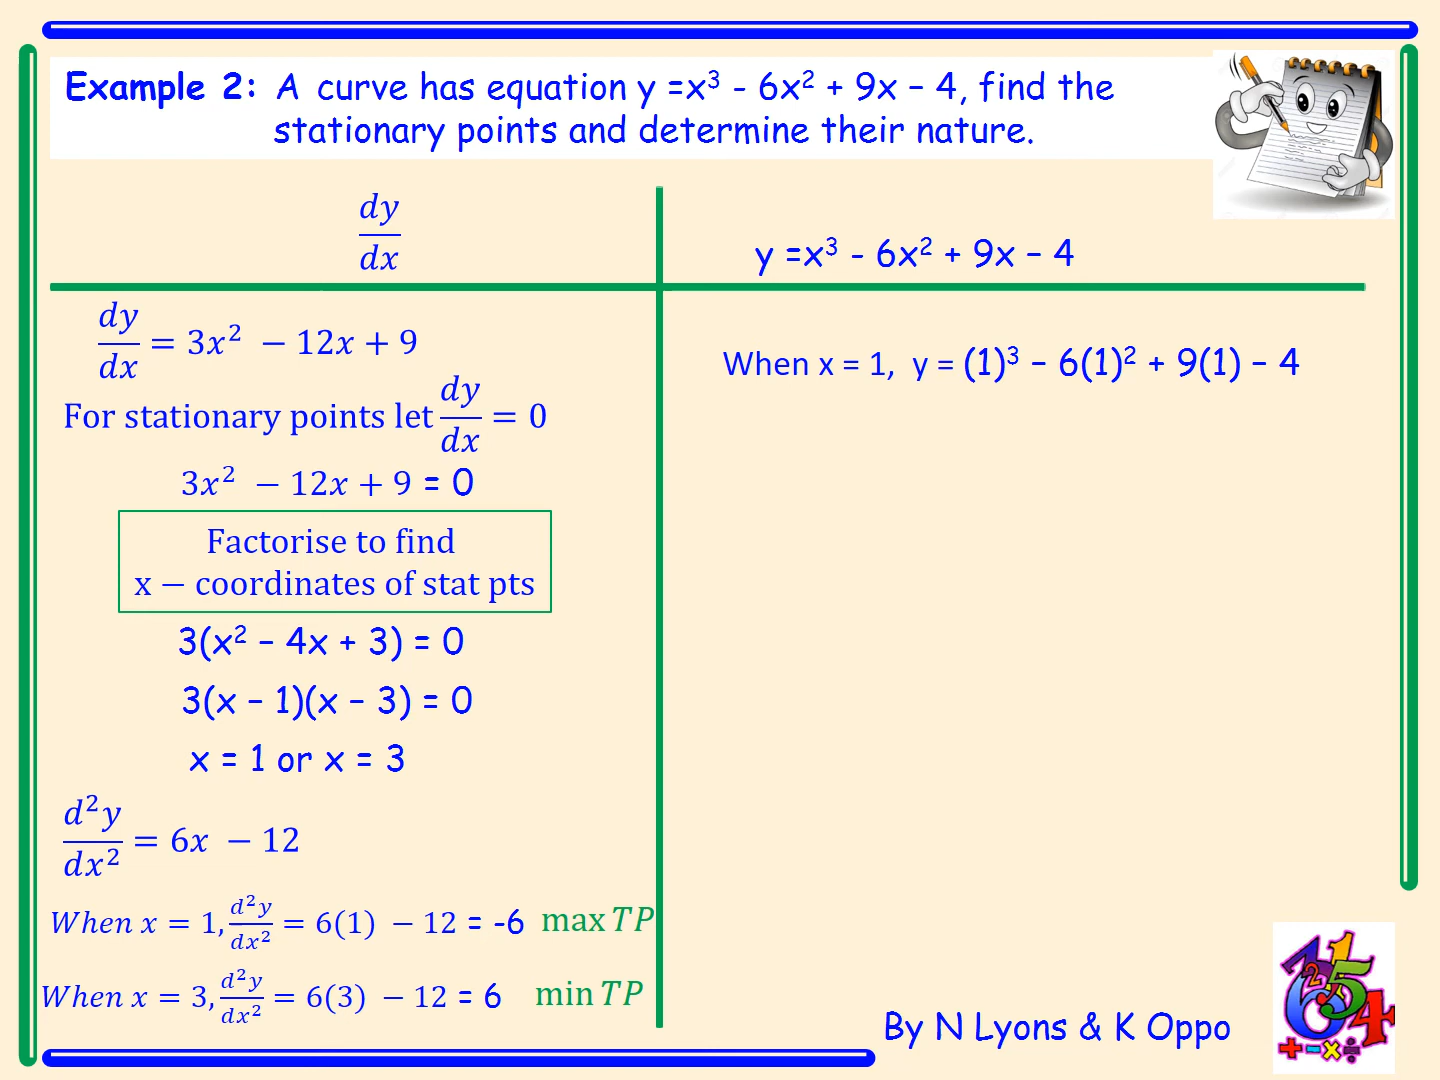 Example 2: A curve has equation y =x³ - 6x² + 9x – 4, find the
stationary points and determine their nature.
dy/dx
y =x³ - 6x² + 9x – 4
dy/dx = 3x² − 12x + 9
When x = 1, y = (1)³ – 6(1)² + 9(1) – 4
For stationary points let dy/dx = 0
3x² − 12x + 9 = 0
Factorise to find
x − coordinates of stat pts
3(x² – 4x + 3) = 0
3(x – 1)(x – 3) = 0
x = 1 or x = 3
d²y/dx² = 6x − 12
When x = 1, d²y/dx² = 6(1) − 12 = -6 max TP
When x = 3, d²y/dx² = 6(3) − 12 = 6 min TP
By N Lyons & K Oppo